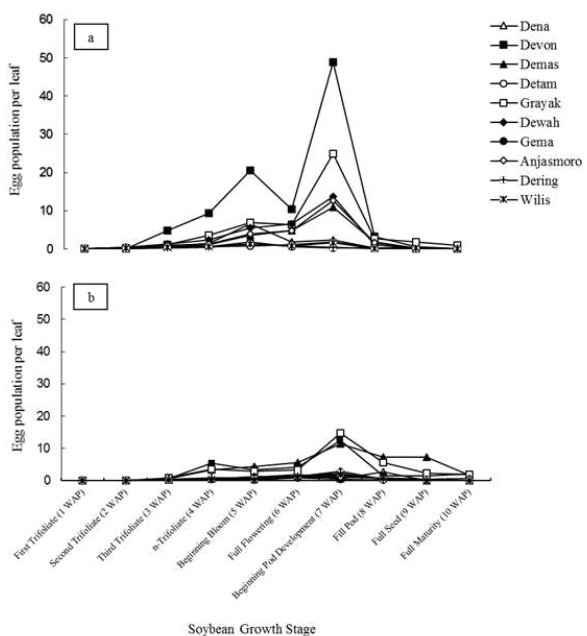 a
60
50
40
30
20
10
0
Egg population per leaf
Dena
Devon
Demas
Detam
Grayak
Dewah
Gema
Anjasmoro
Dering
Wilis
b
60
50
40
30
20
10
0
Egg population per leaf
First Trifoliate (1 WAP)
Second Trifoliate (2 WAP)
Third Trifoliate (3 WAP)
n-Trifoliate (4 WAP)
Beginning Bloom (5 WAP)
Full Flowering (6 WAP)
Beginning Pod Development (7 WAP)
Fill Pod (8 WAP)
Full Seed (9 WAP)
Full Maturity (10 WAP)
Soybean Growth Stage